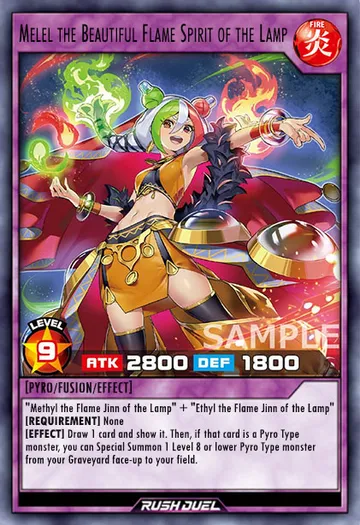 Melel the Beautiful Flame Spirit of the Lamp
FIRE
炎
SAMPLE
LEVEL
9
ATK 2800 DEF 1800
[PYRO/FUSION/EFFECT]
"Methyl the Flame Jinn of the Lamp" + "Ethyl the Flame Jinn of the Lamp"
[REQUIREMENT] None
[EFFECT] Draw 1 card and show it. Then, if that card is a Pyro Type
monster, you can Special Summon 1 Level 8 or lower Pyro Type monster
from your Graveyard face-up to your field.
RUSH DUEL